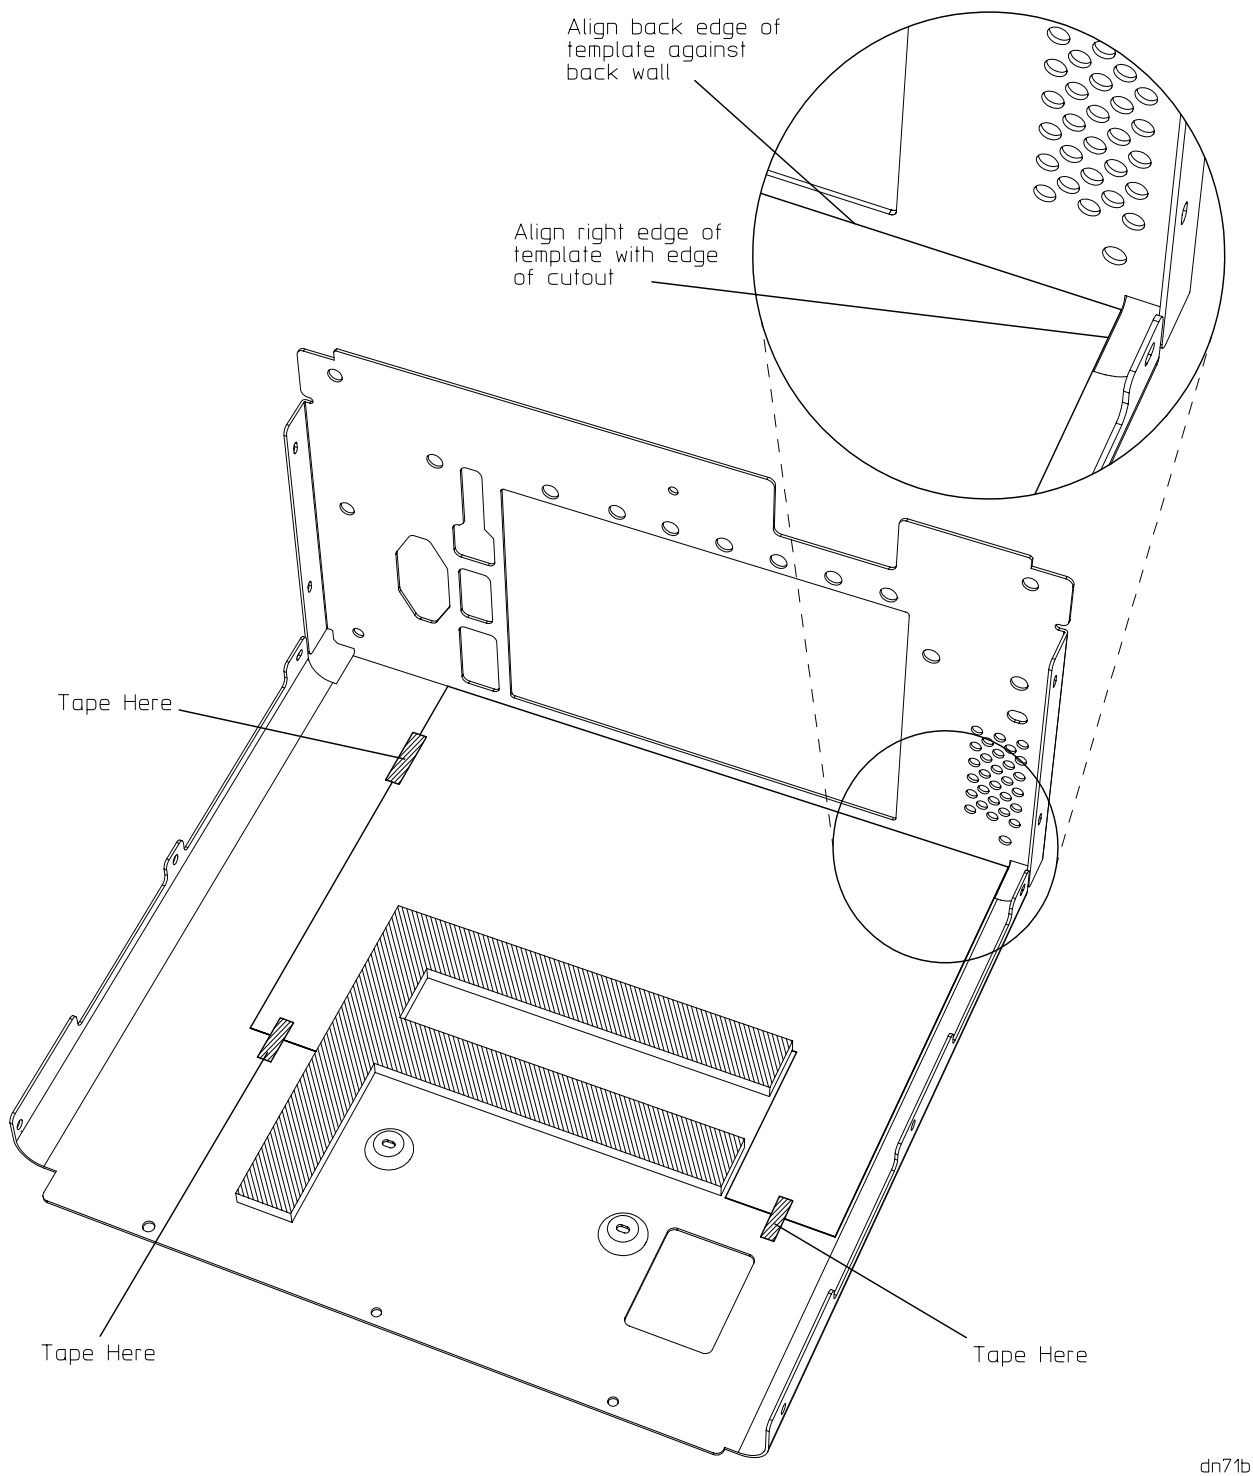 Align back edge of
template against
back wall
Align right edge of
template with edge
of cutout
Tape Here
Tape Here
Tape Here
dn71b